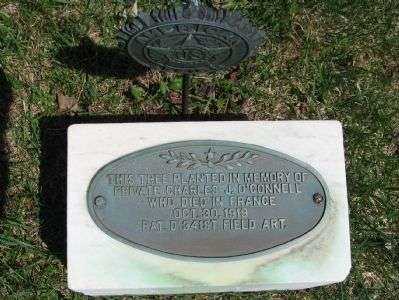 THIS TREE PLANTED IN MEMORY OF
PRIVATE CHARLES J. O'CONNELL
WHO DIED IN FRANCE
OCT. 30, 1918
BAT. D 341ST FIELD ART.